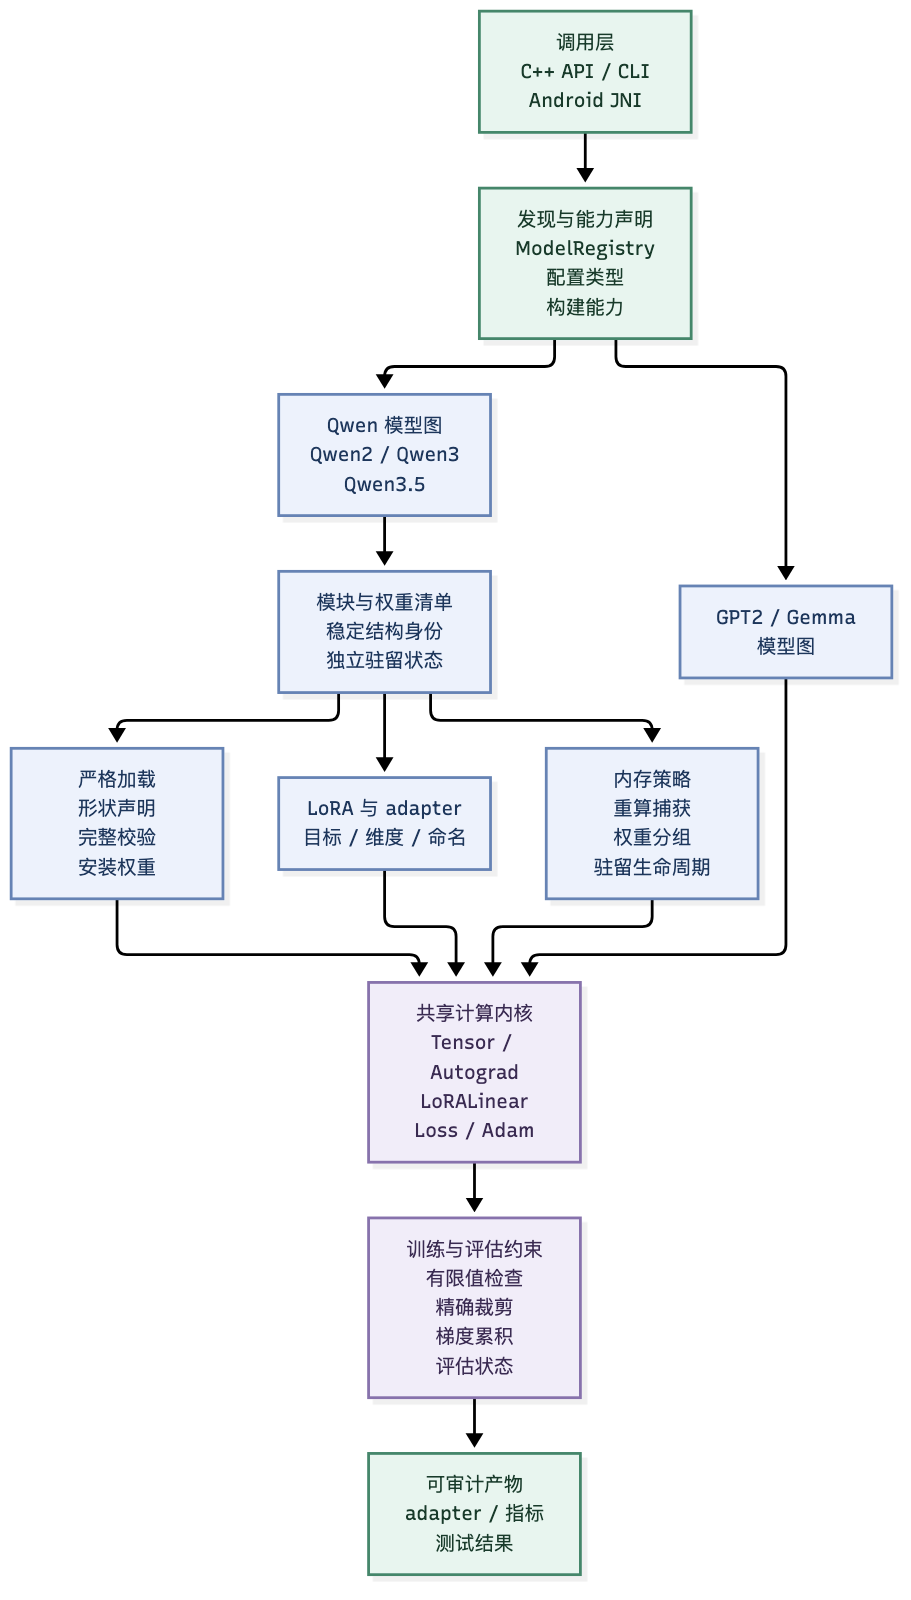 调用层
C++ API / CLI
Android JNI
发现与能力声明
ModelRegistry
配置类型
构建能力
Qwen 模型图
Qwen2 / Qwen3
Qwen3.5
模块与权重清单
稳定结构身份
独立驻留状态
GPT2 / Gemma
模型图
严格加载
形状声明
完整校验
安装权重
LoRA 与 adapter
目标 / 维度 / 命名
内存策略
重算捕获
权重分组
驻留生命周期
共享计算内核
Tensor /
Autograd
LoRALinear
Loss / Adam
训练与评估约束
有限值检查
精确裁剪
梯度累积
评估状态
可审计产物
adapter / 指标
测试结果